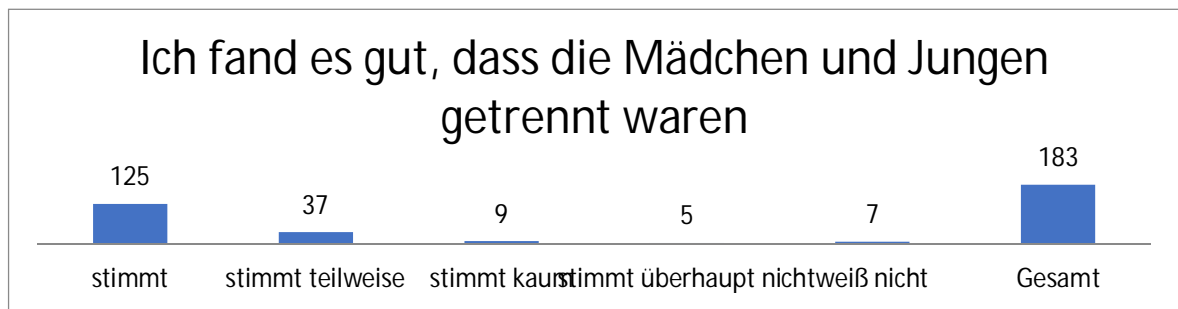 Ich fand es gut, dass die Mädchen und Jungen
getrennt waren
125
37
9
5
7
183
stimmt
stimmt teilweise
stimmt kaum
stimmt überhaupt nicht
weiß nicht
Gesamt